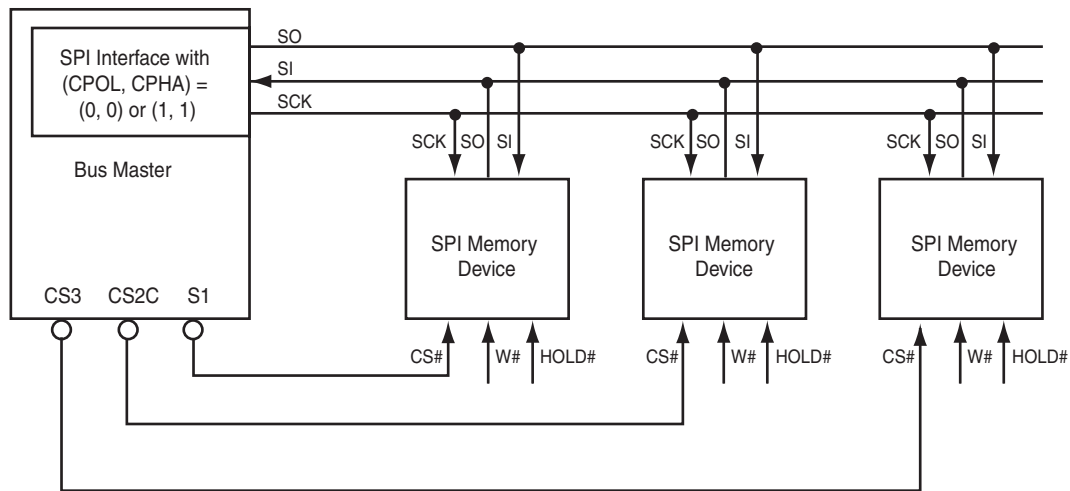 SO
SPI Interface with
(CPOL, CPHA) =
(0, 0) or (1, 1)
SI
SCK
Bus Master
SCK SO SI
SCK SO SI
SCK SO SI
SPI Memory
Device
SPI Memory
Device
SPI Memory
Device
CS3 CS2C S1
CS# W# HOLD#
CS# W# HOLD#
CS# W# HOLD#